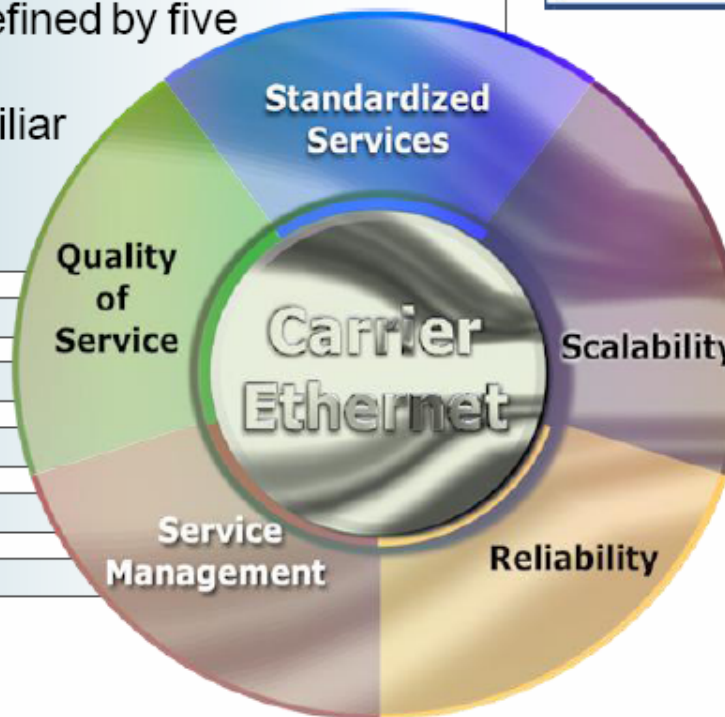 efined by five
iliar
Standardized
Services
Quality
of
Service
Carrier
Ethernet
Scalability
Service
Management
Reliability